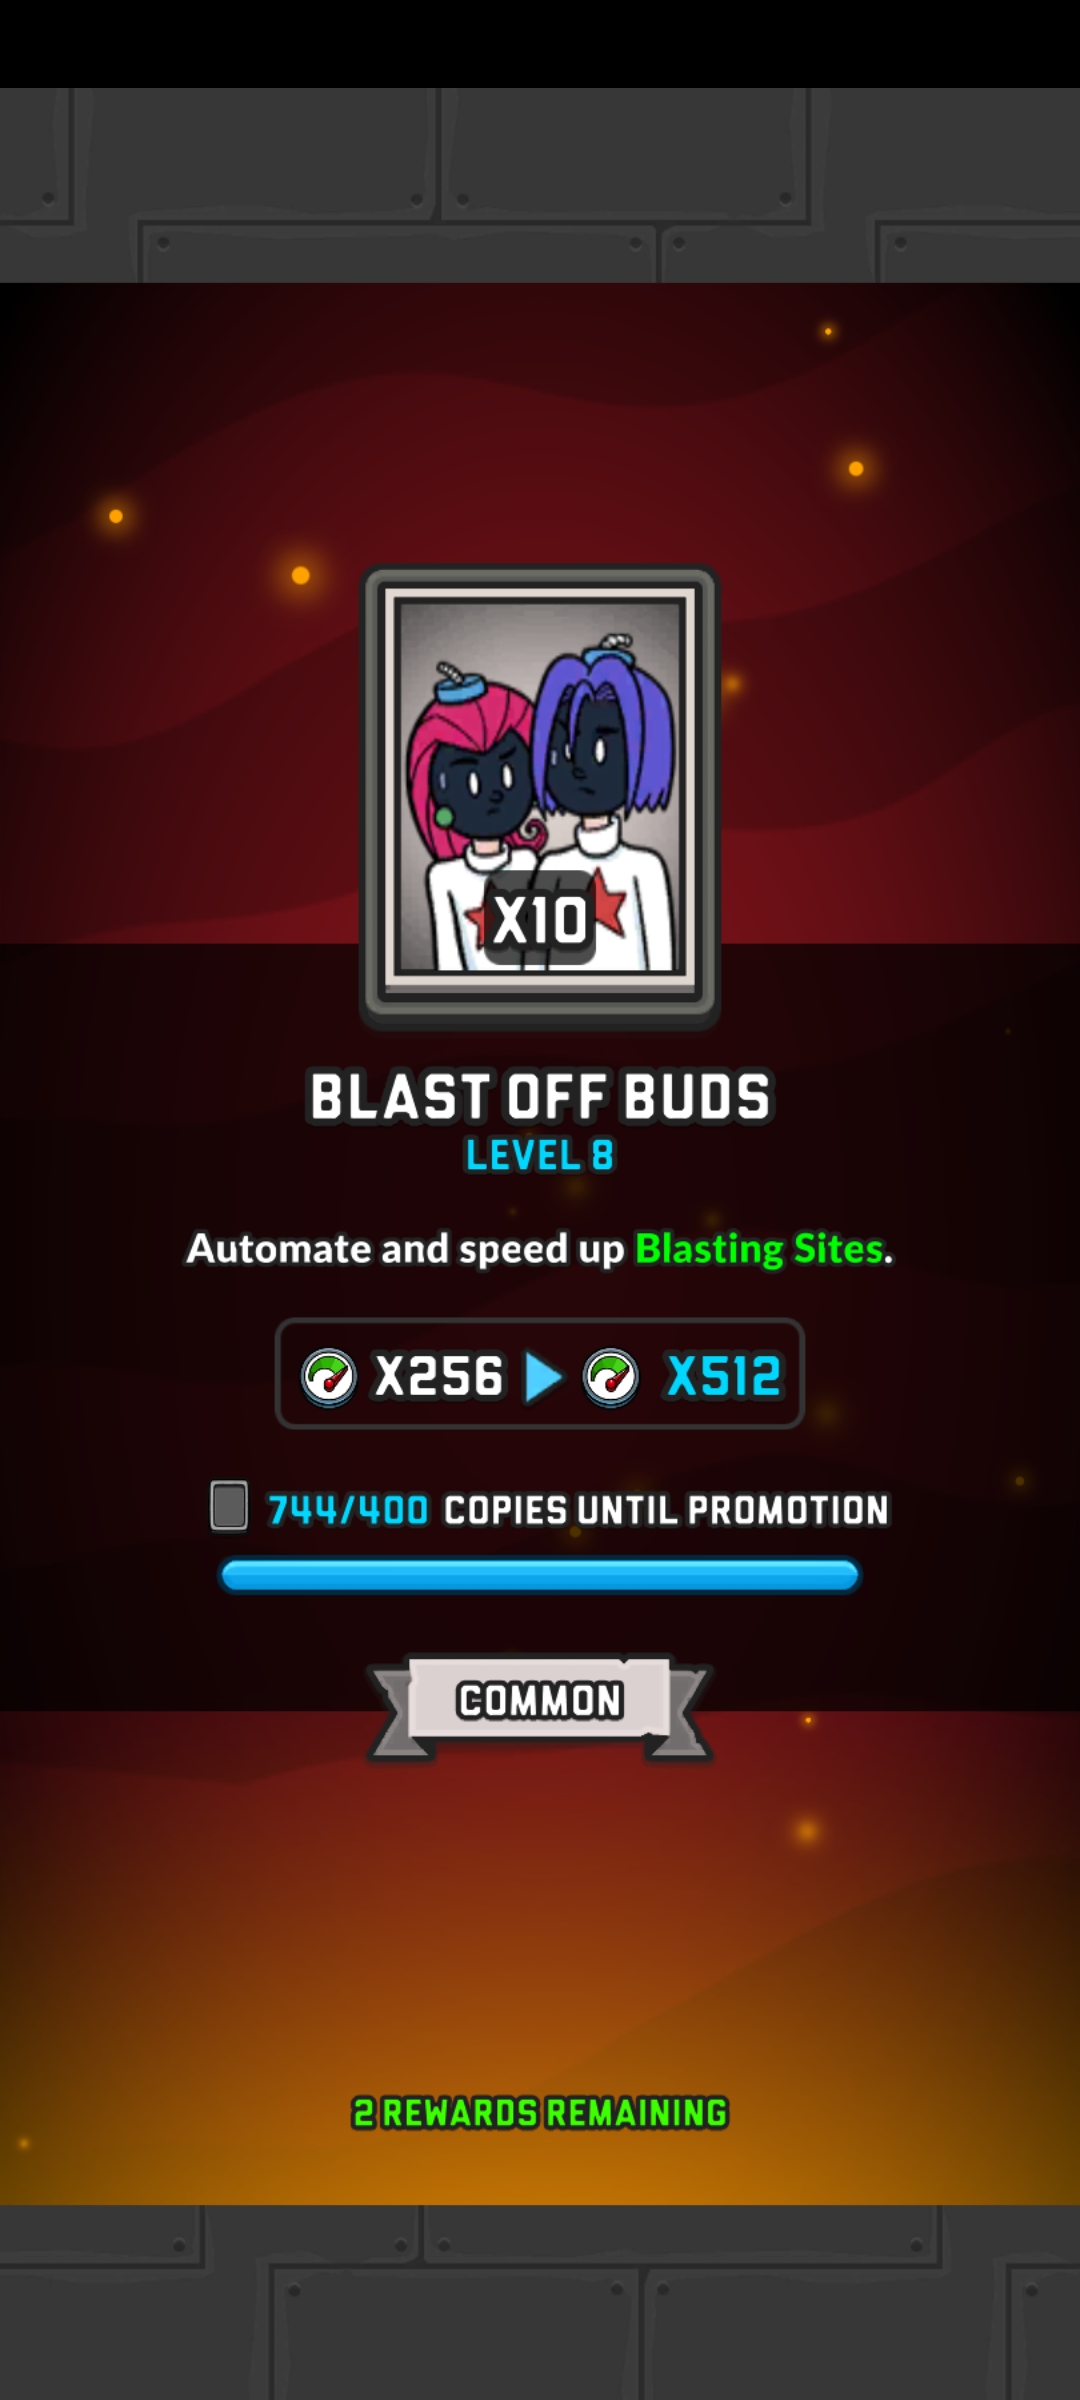 X10
BLAST OFF BUDS
LEVEL 8
Automate and speed up Blasting Sites.
X256 X512
744/400 COPIES UNTIL PROMOTION
COMMON
2 REWARDS REMAINING